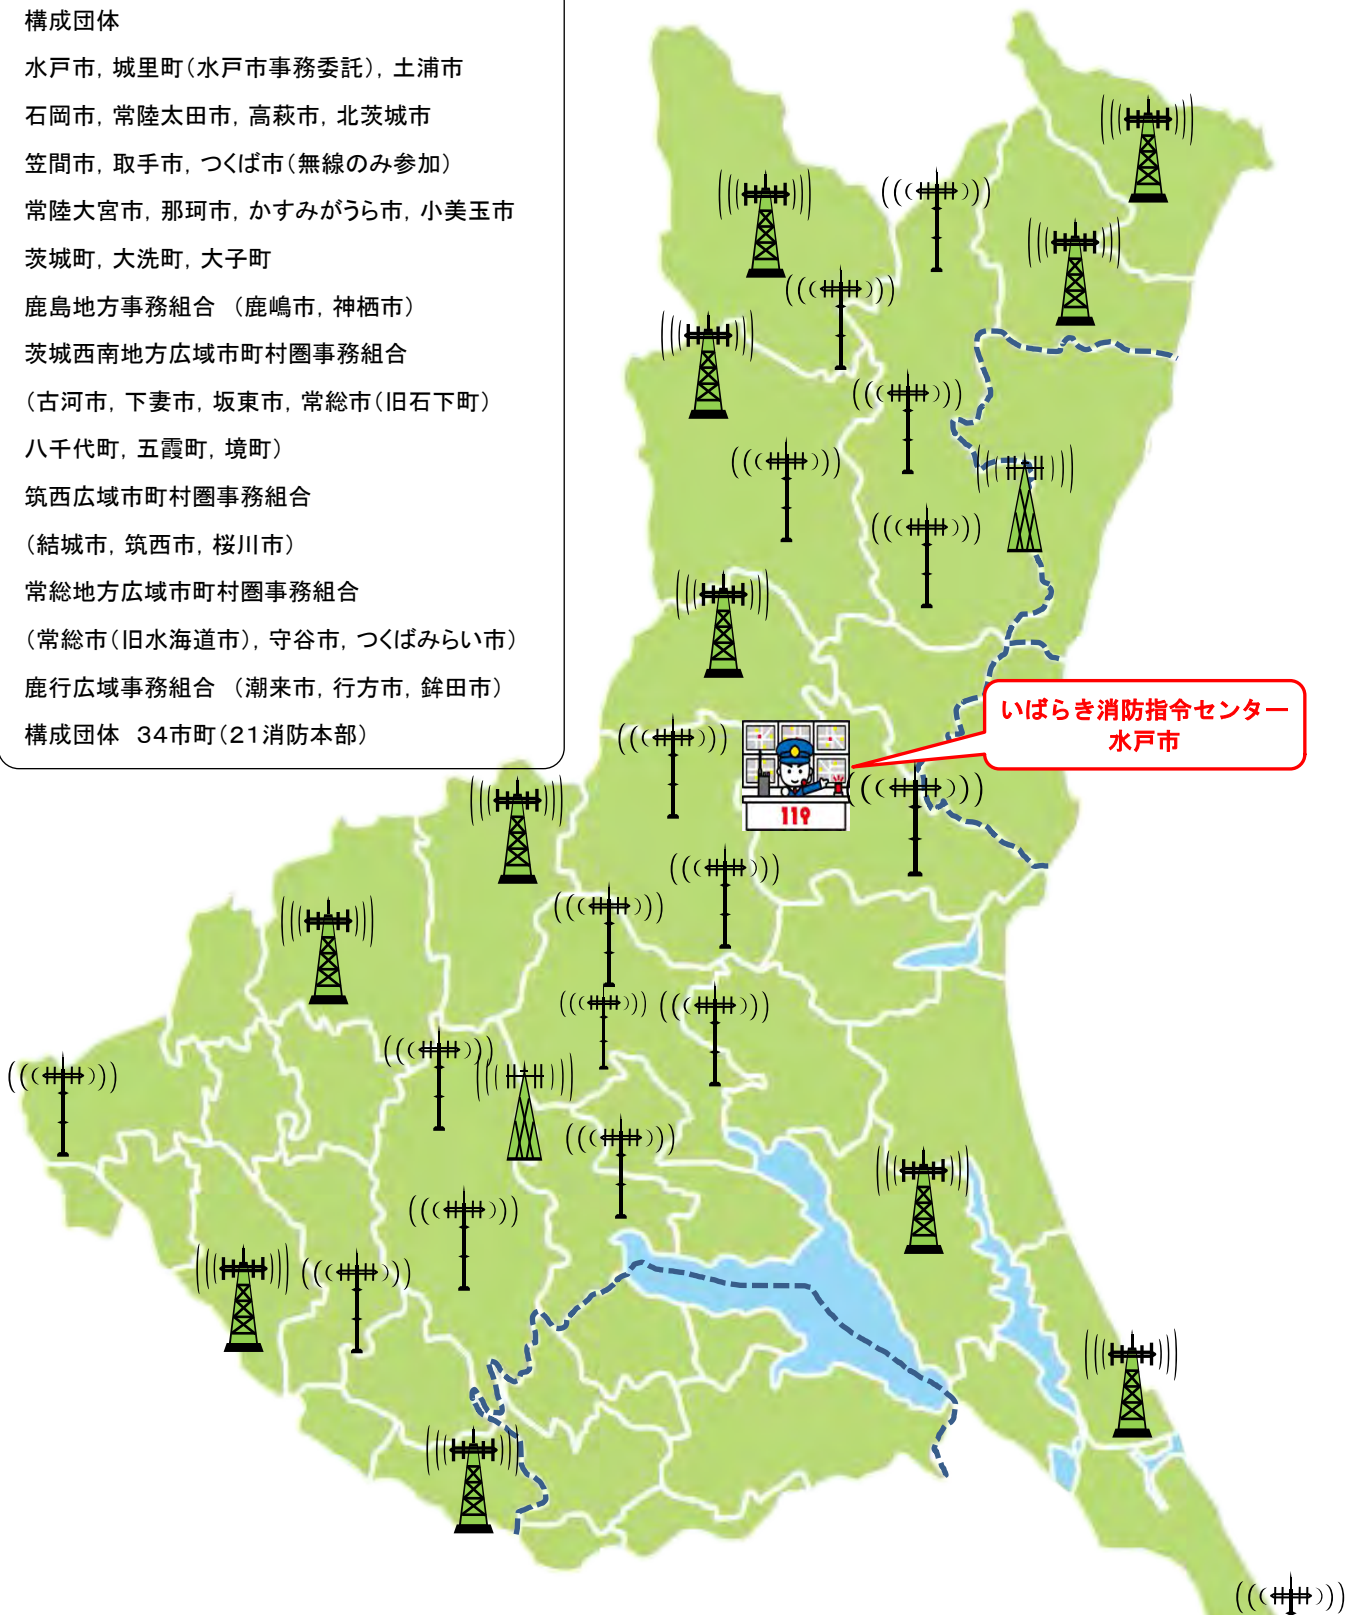 構成団体
水戸市, 城里町(水戸市事務委託), 土浦市
石岡市, 常陸太田市, 高萩市, 北茨城市
笠間市, 取手市, つくば市(無線のみ参加)
常陸大宮市, 那珂市, かすみがうら市, 小美玉市
茨城町, 大洗町, 大子町
鹿島地方事務組合 (鹿嶋市, 神栖市)
茨城西南地方広域市町村圏事務組合
(古河市, 下妻市, 坂東市, 常総市(旧石下町)
八千代町, 五霞町, 境町)
筑西広域市町村圏事務組合
(結城市, 筑西市, 桜川市)
常総地方広域市町村圏事務組合
(常総市(旧水海道市), 守谷市, つくばみらい市)
鹿行広域事務組合 (潮来市, 行方市, 鉾田市)
構成団体 34市町(21消防本部)
いばらき消防指令センター
水戸市
119